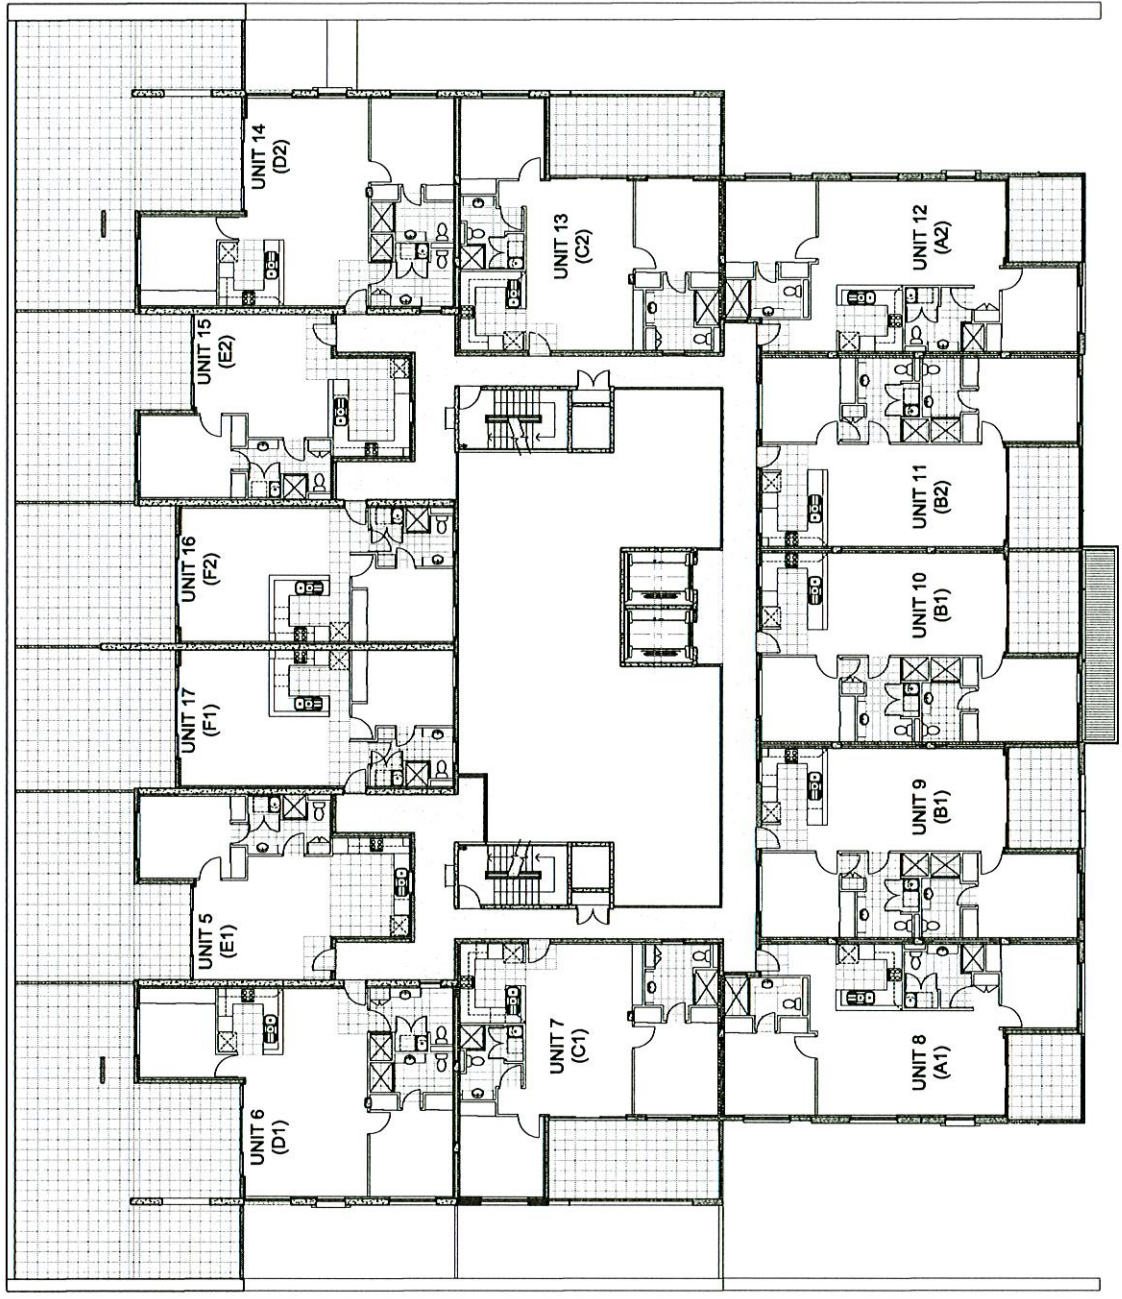 UNIT 14
(D2)
UNIT 13
(C2)
UNIT 12
(A2)
UNIT 15
(E2)
UNIT 11
(B2)
UNIT 16
(F2)
UNIT 10
(B1)
UNIT 17
(F1)
UNIT 9
(B1)
UNIT 5
(E1)
UNIT 7
(C1)
UNIT 8
(A1)
UNIT 6
(D1)